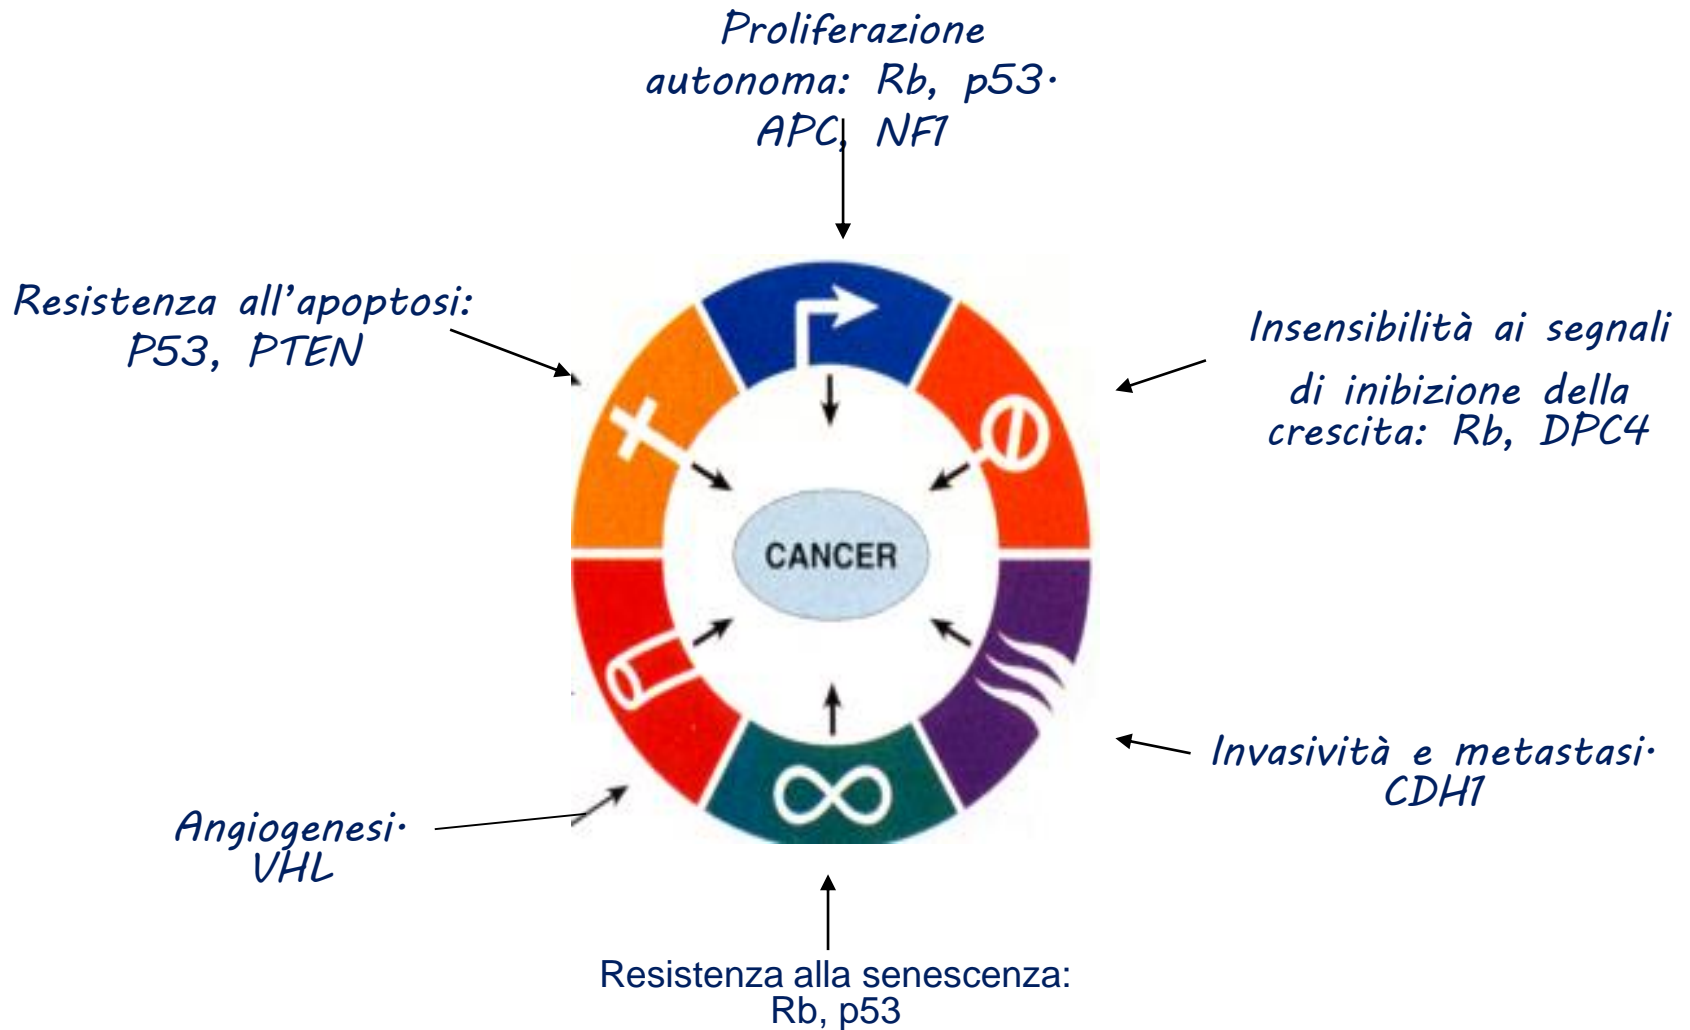 Proliferazione
autonoma: Rb, p53.
APC, NF1
Resistenza all'apoptosi:
P53, PTEN
Insensibilità ai segnali
di inibizione della
crescita: Rb, DPC4
CANCER
Invasività e metastasi.
CDH1
Angiogenesi.
VHL
Resistenza alla senescenza:
Rb, p53